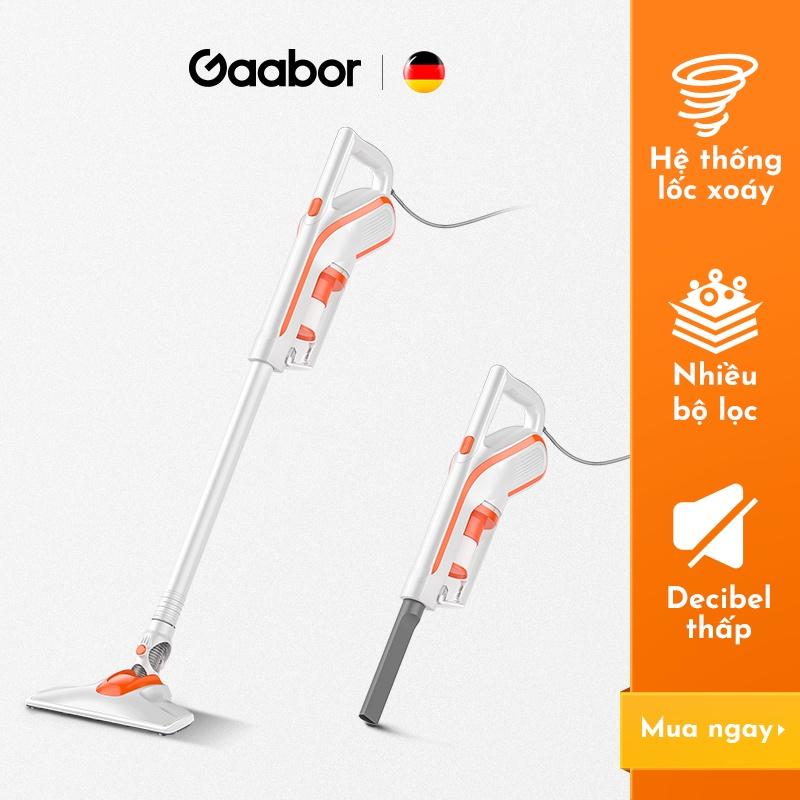 Gaabor
Hệ thống
lốc xoáy
Nhiều
bộ lọc
Decibel
thấp
Mua ngay